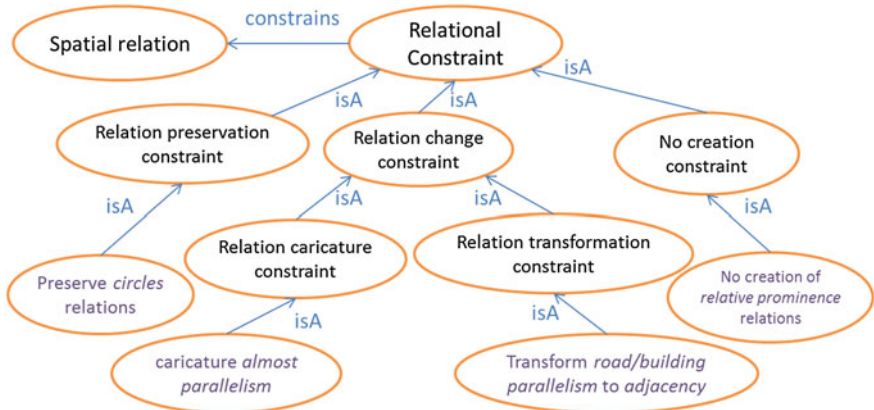 constrains
Spatial relation
Relational
Constraint
isA
isA
isA
Relation preservation
constraint
Relation change
constraint
No creation
constraint
isA
isA
isA
isA
Relation caricature
constraint
Relation transformation
constraint
Preserve circles
relations
No creation of
relative prominence
relations
isA
isA
caricature almost
parallelism
Transform road/building
parallelism to adjacency